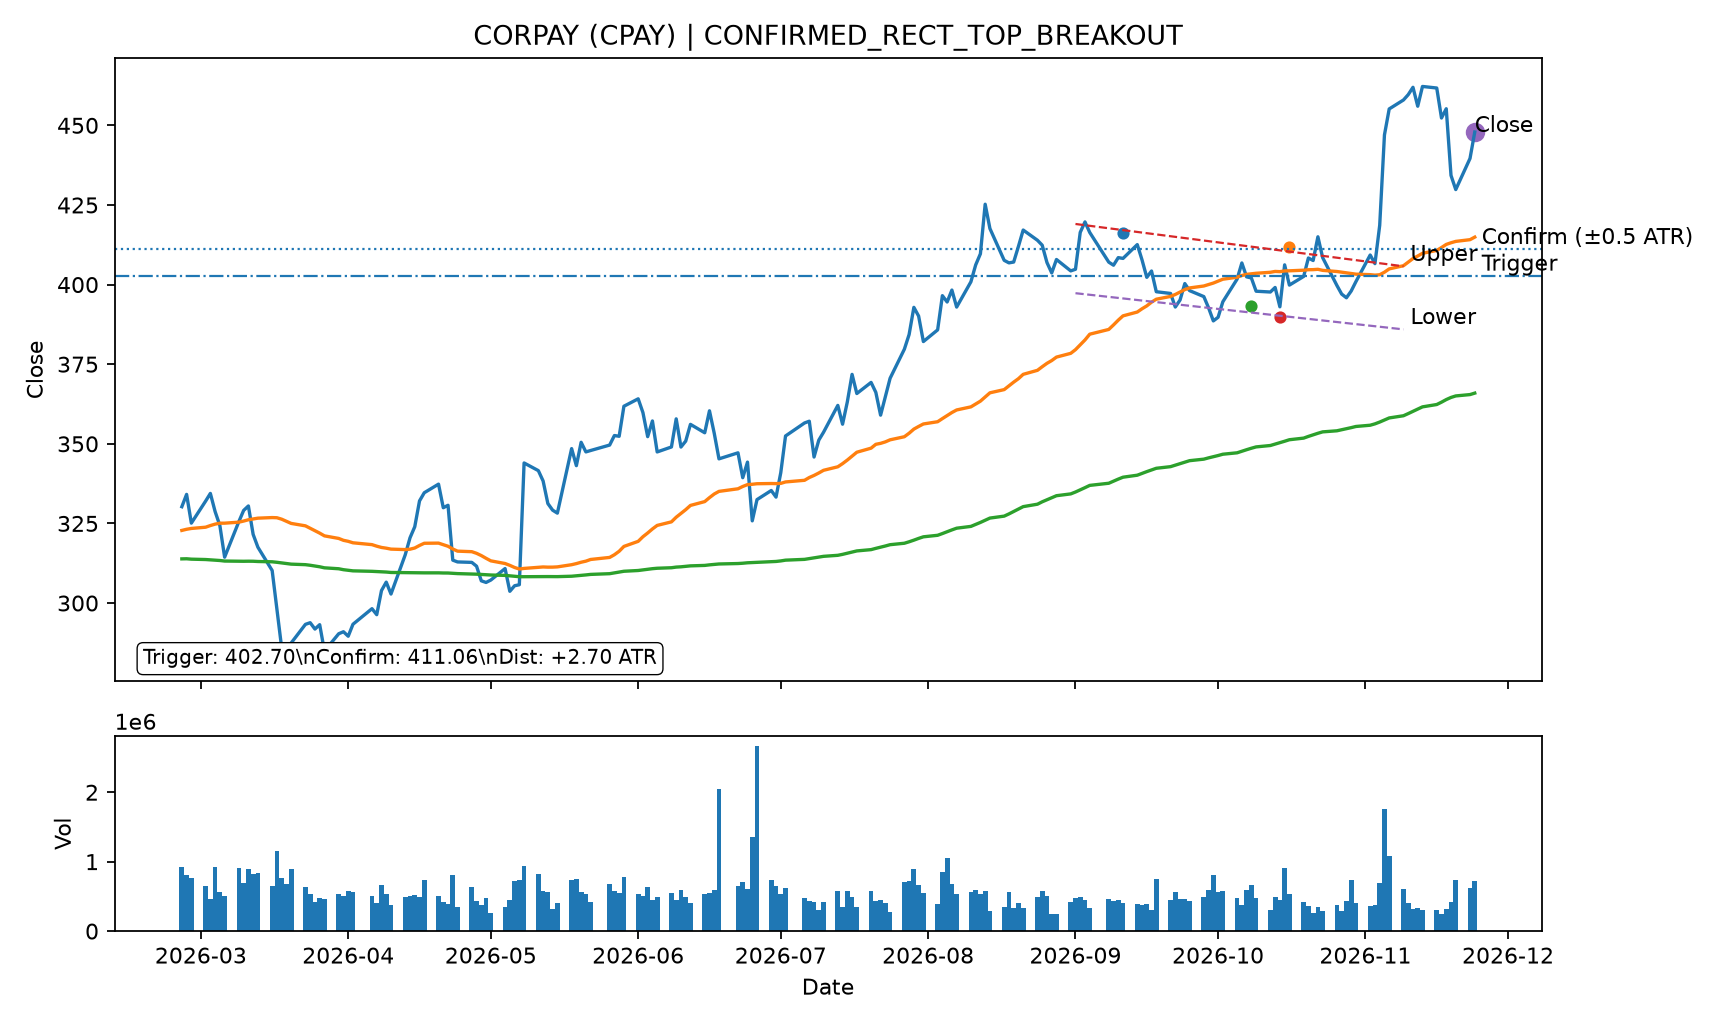 CORPAY (CPAY) | CONFIRMED_RECT_TOP_BREAKOUT
Close
450
425
400
375
350
325
300
Close
Confirm (±0.5 ATR)
Upper
Trigger
Lower
Trigger: 402.70\nConfirm: 411.06\nDist: +2.70 ATR
1e6
Vol
2
1
0
2026-03 2026-04 2026-05 2026-06 2026-07 2026-08 2026-09 2026-10 2026-11 2026-12
Date